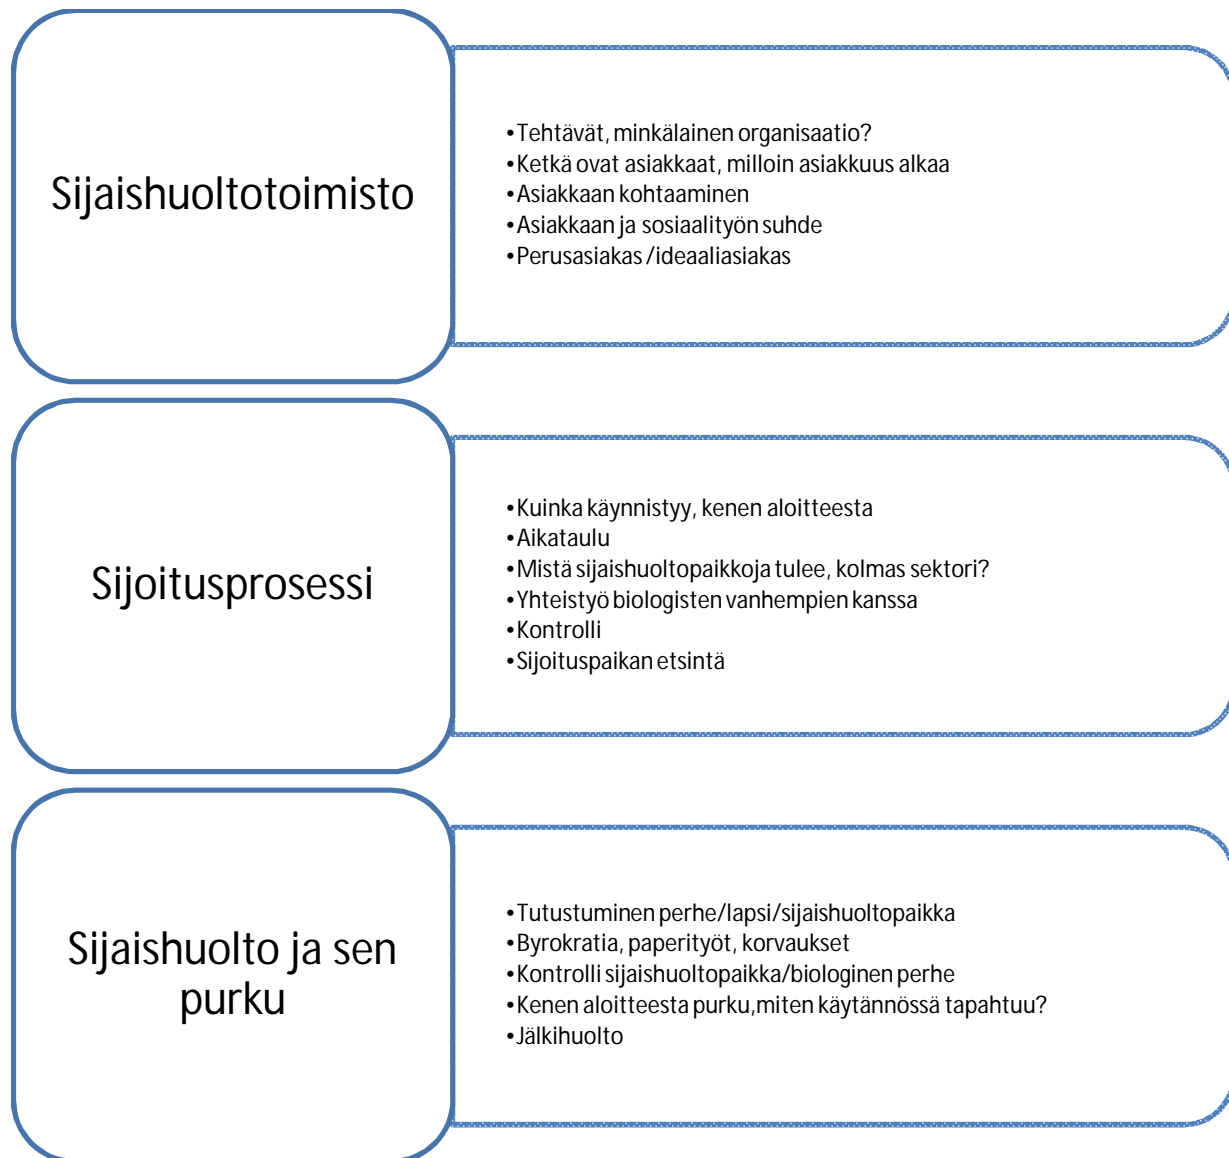 Sijaishuoltotoimisto
•Tehtävät, minkälainen organisaatio?
•Ketkä ovat asiakkaat, milloin asiakkuus alkaa
•Asiakkaan kohtaaminen
•Asiakkaan ja sosiaalityön suhde
•Perusasiakas /ideaaliasiakas
Sijoitusprosessi
•Kuinka käynnistyy, kenen aloitteesta
•Aikataulu
•Mistä sijaishuoltopaikkoja tulee, kolmas sektori?
•Yhteistyö biologisten vanhempien kanssa
•Kontrolli
•Sijoituspaikan etsintä
Sijaishuolto ja sen
purku
•Tutustuminen perhe/lapsi/sijaishuoltopaikka
•Byrokratia, paperityöt, korvaukset
•Kontrolli sijaishuoltopaikka/biologinen perhe
•Kenen aloitteesta purku,miten käytännössä tapahtuu?
•Jälkihuolto